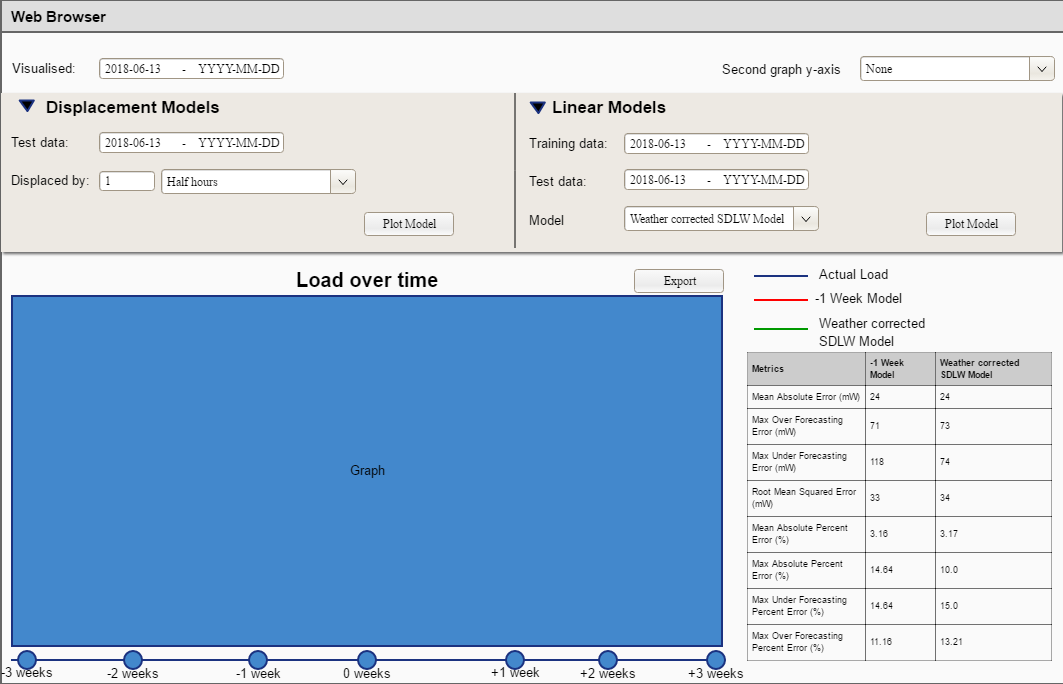 Web Browser
Visualised: 2018-06-13 - YYYY-MM-DD
Second graph y-axis None
Displacement Models
Test data: 2018-06-13 - YYYY-MM-DD
Displaced by: 1 Half hours
Plot Model
Linear Models
Training data: 2018-06-13 - YYYY-MM-DD
Test data: 2018-06-13 - YYYY-MM-DD
Model Weather corrected SDLW Model
Plot Model
Load over time
Export
Graph
-3 weeks -2 weeks -1 week 0 weeks +1 week +2 weeks +3 weeks
Actual Load
-1 Week Model
Weather corrected
SDLW Model
Metrics -1 Week Model Weather corrected SDLW Model
Mean Absolute Error (mW) 24 24
Max Over Forecasting Error (mW) 71 73
Max Under Forecasting Error (mW) 118 74
Root Mean Squared Error (mW) 33 34
Mean Absolute Percent Error (%) 3.16 3.17
Max Absolute Percent Error (%) 14.64 10.0
Max Under Forecasting Percent Error (%) 14.64 15.0
Max Over Forecasting Percent Error (%) 11.16 13.21